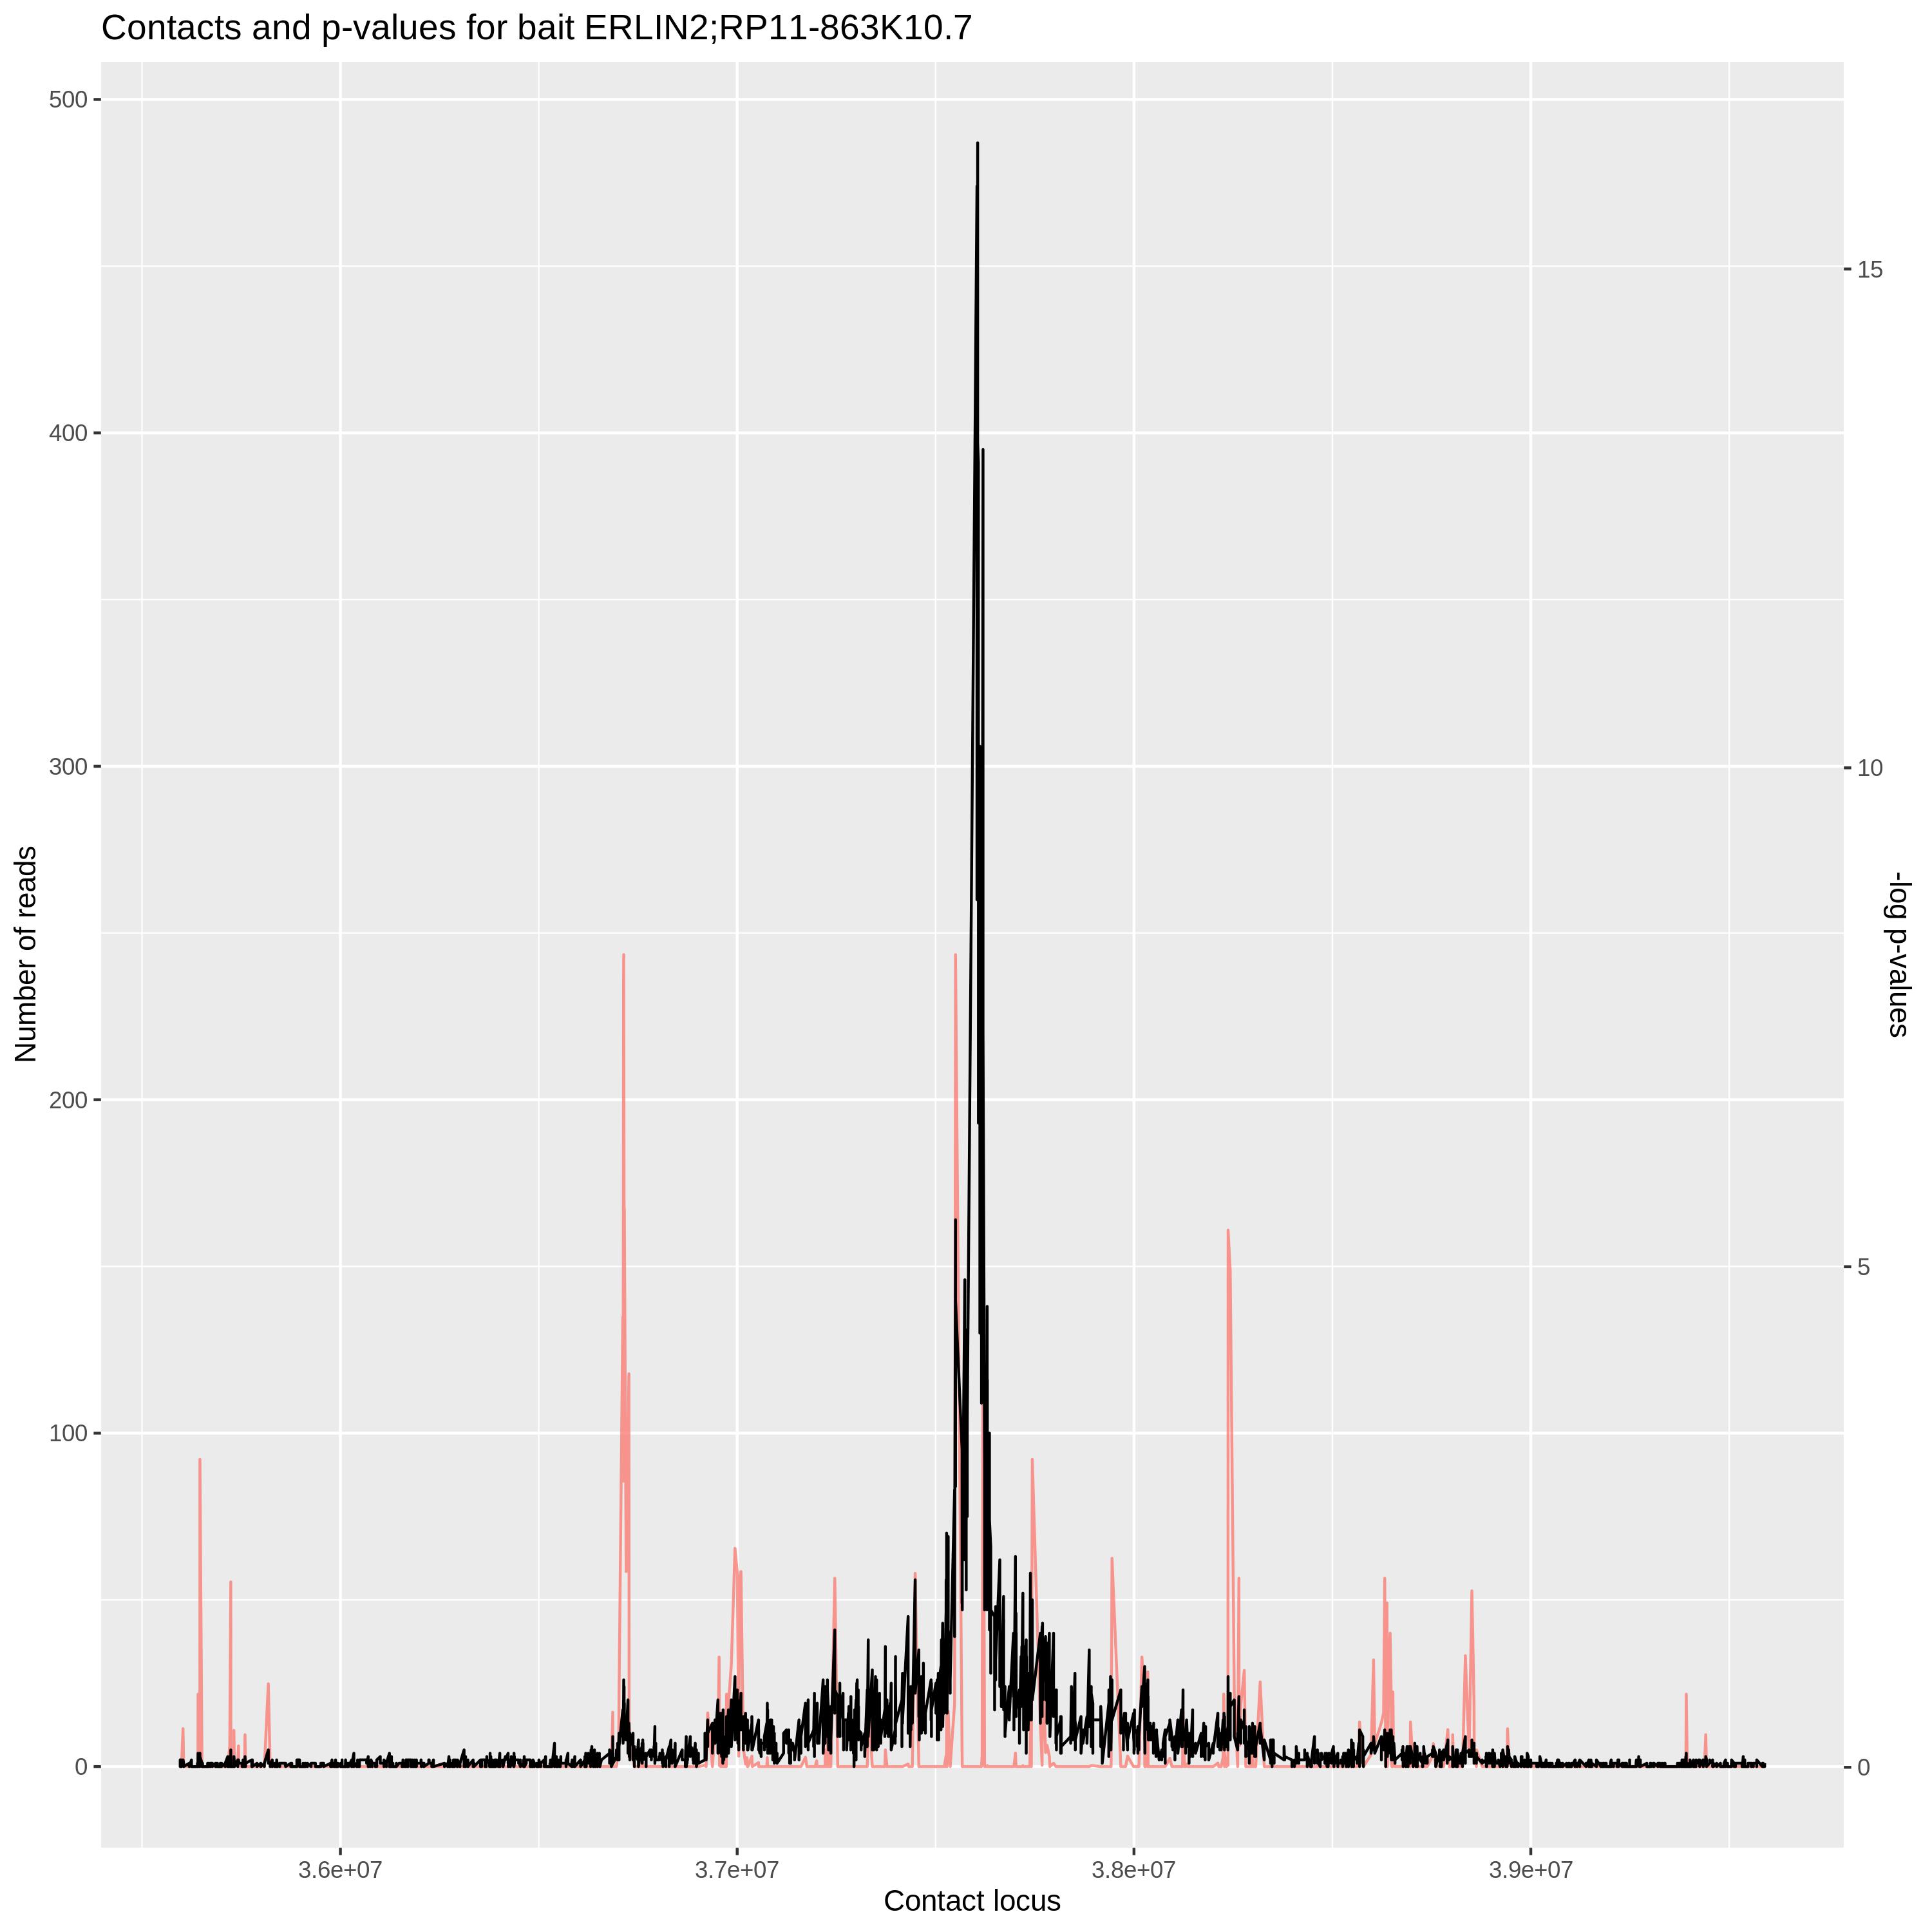 Contacts and p-values for bait ERLIN2;RP11-863K10.7
500
400
300
200
100
0
Number of reads
15
10
5
0
-log p-values
3.6e+07
3.7e+07
3.8e+07
3.9e+07
Contact locus